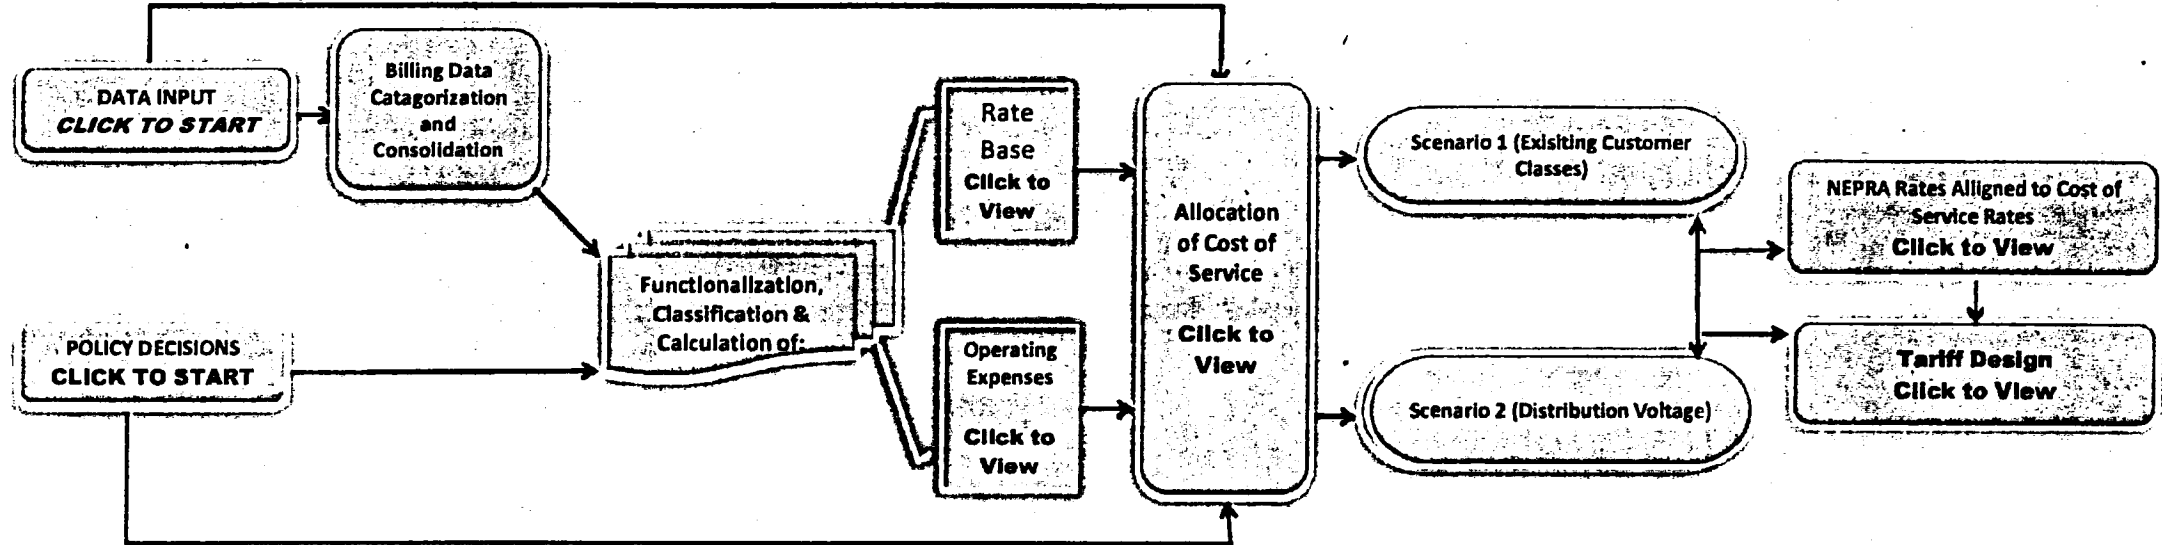 DATA INPUT
CLICK TO START
Billing Data
Catagorization
and
Consolidation
POLICY DECISIONS
CLICK TO START
Functionalization,
Classification &
Calculation of:
Rate
Base
Click to
View
Operating
Expenses
Click to
View
Allocation
of Cost of
Service
Click to
View
Scenario 1 (Exisiting Customer
Classes)
Scenario 2 (Distribution Voltage)
NEPRA Rates Alligned to Cost of
Service Rates
Click to View
Tariff Design
Click to View